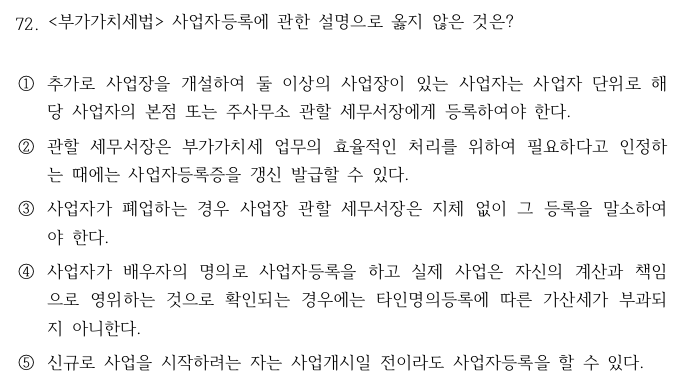 72. <부가가치세법> 사업자등록에 관한 설명으로 옳지 않은 것은?
① 추가로 사업장을 개설하여 둘 이상의 사업장이 있는 사업자는 사업자 단위로 해
당 사업자의 본점 또는 주사무소 관할 세무서장에게 등록하여야 한다.
② 관할 세무서장은 부가가치세 업무의 효율적인 처리를 위하여 필요하다고 인정하
는 때에는 사업자등록증을 갱신 발급할 수 있다.
③ 사업자가 폐업하는 경우 사업장 관할 세무서장은 지체 없이 그 등록을 말소하여
야 한다.
④ 사업자가 배우자의 명의로 사업자등록을 하고 실제 사업은 자신의 계산과 책임
으로 영위하는 것으로 확인되는 경우에는 타인명의등록에 따른 가산세가 부과되
지 아니한다.
⑤ 신규로 사업을 시작하려는 자는 사업개시일 전이라도 사업자등록을 할 수 있다.